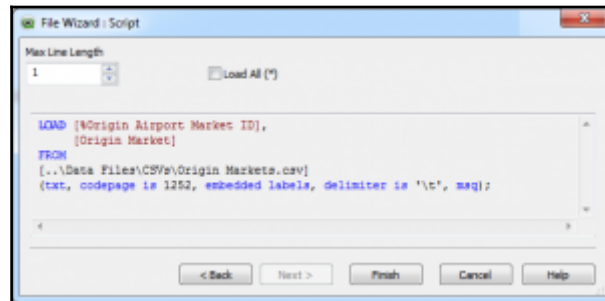 File Wizard : Script
Max Line Length
1
Load All (*)
LOAD [%Origin Airport Market ID],
[Origin Market]
FROM
[..\Data Files\CSVs\Origin Markets.csv]
(txt, codepage is 1252, embedded labels, delimiter is '\t', msq);
< Back
Next >
Finish
Cancel
Help